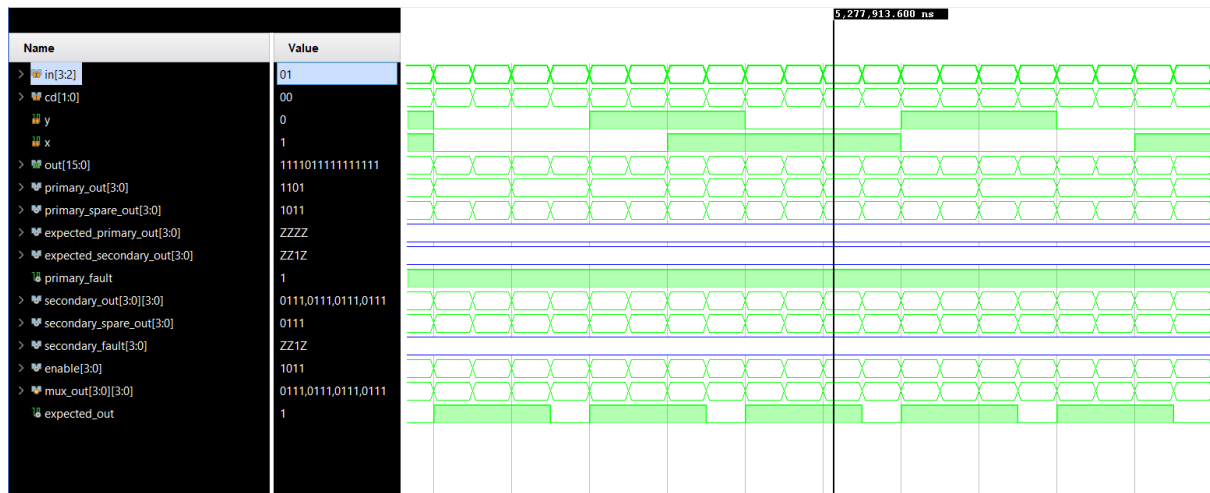 5,277,913.600 ns
Name Value
in[3:2] 01
cd[1:0] 00
y 0
x 1
out[15:0] 1111011111111111
primary_out[3:0] 1101
primary_spare_out[3:0] 1011
expected_primary_out[3:0] ZZZZ
expected_secondary_out[3:0] ZZ1Z
primary_fault 1
secondary_out[3:0][3:0] 0111,0111,0111,0111
secondary_spare_out[3:0] 0111
secondary_fault[3:0] ZZ1Z
enable[3:0] 1011
mux_out[3:0][3:0] 0111,0111,0111,0111
expected_out 1